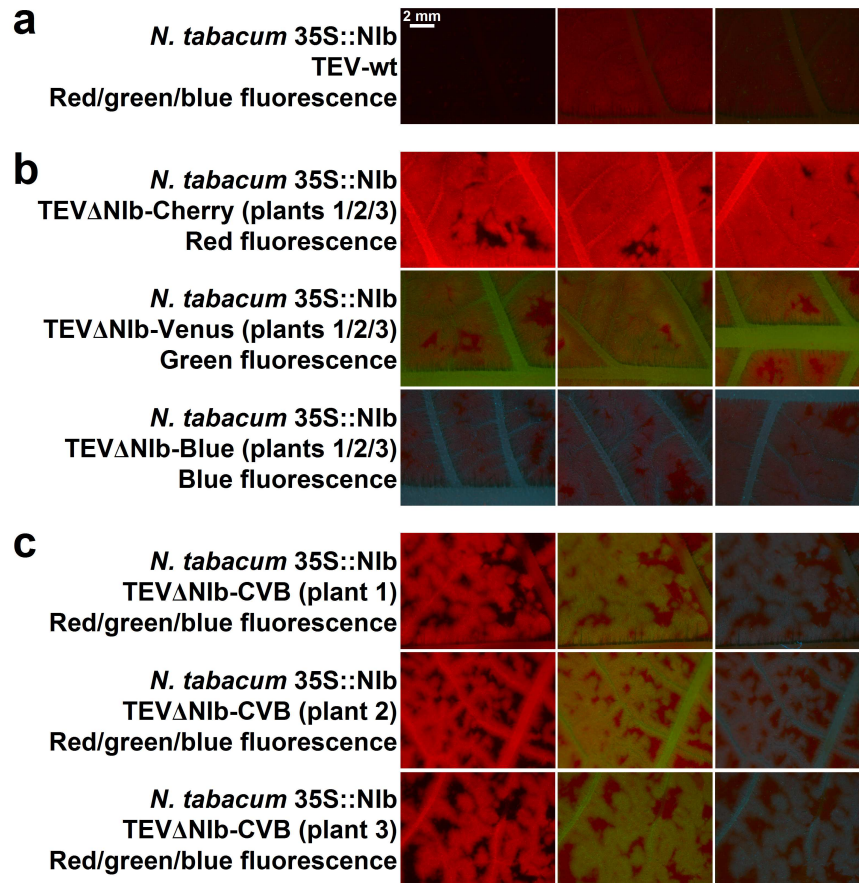 a
2 mm
N. tabacum 35S::NIb
TEV-wt
Red/green/blue fluorescence
b
N. tabacum 35S::NIb
TEVΔNIb-Cherry (plants 1/2/3)
Red fluorescence
N. tabacum 35S::NIb
TEVΔNIb-Venus (plants 1/2/3)
Green fluorescence
N. tabacum 35S::NIb
TEVΔNIb-Blue (plants 1/2/3)
Blue fluorescence
c
N. tabacum 35S::NIb
TEVΔNIb-CVB (plant 1)
Red/green/blue fluorescence
N. tabacum 35S::NIb
TEVΔNIb-CVB (plant 2)
Red/green/blue fluorescence
N. tabacum 35S::NIb
TEVΔNIb-CVB (plant 3)
Red/green/blue fluorescence